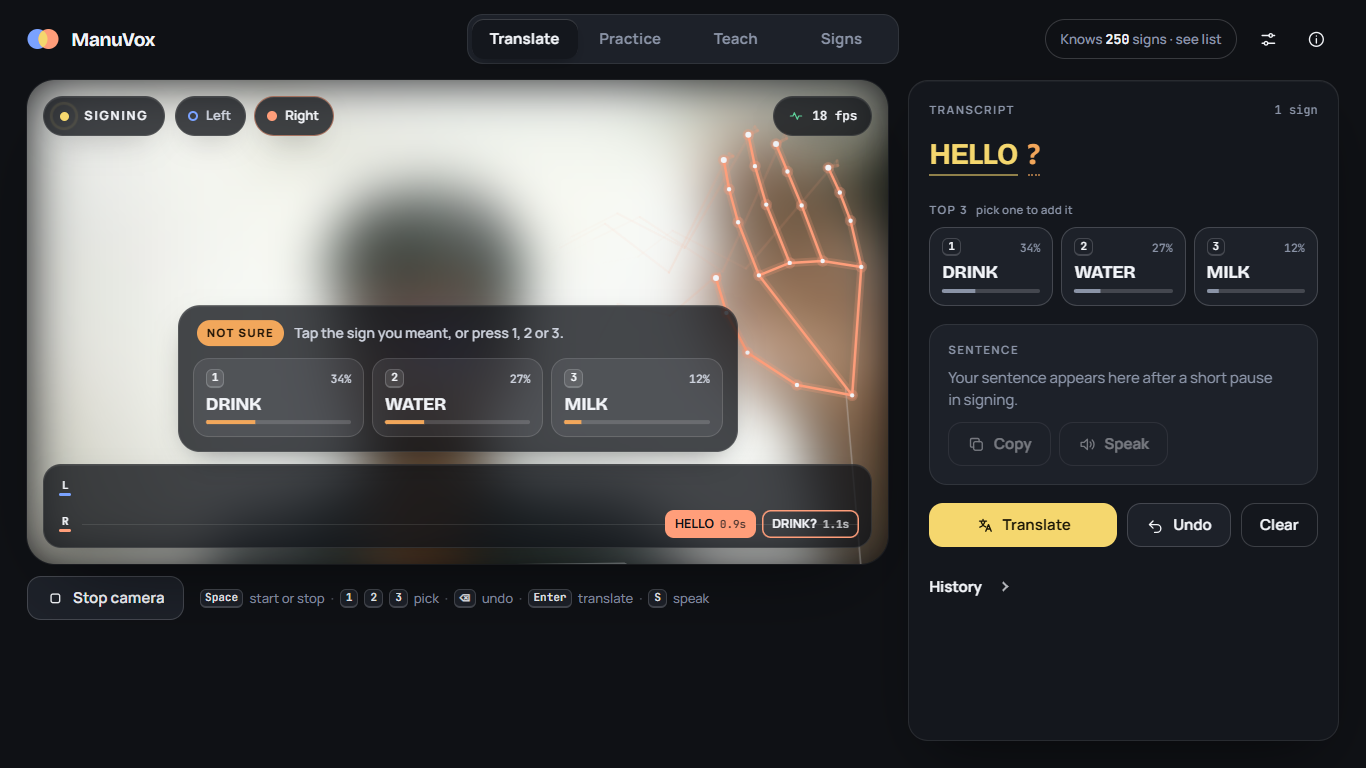 ManuVox
Translate Practice Teach Signs
Knows 250 signs · see list
SIGNING Left Right 18 fps
NOT SURE Tap the sign you meant, or press 1, 2 or 3.
1 34% 2 27% 3 12%
DRINK WATER MILK
L
R HELLO 0.9s DRINK? 1.1s
Stop camera Space start or stop · 1 2 3 pick · ⌫ undo · Enter translate · S speak
TRANSCRIPT 1 sign
HELLO ?
TOP 3 pick one to add it
1 34% 2 27% 3 12%
DRINK WATER MILK
SENTENCE
Your sentence appears here after a short pause
in signing.
Copy Speak
Translate Undo Clear
History